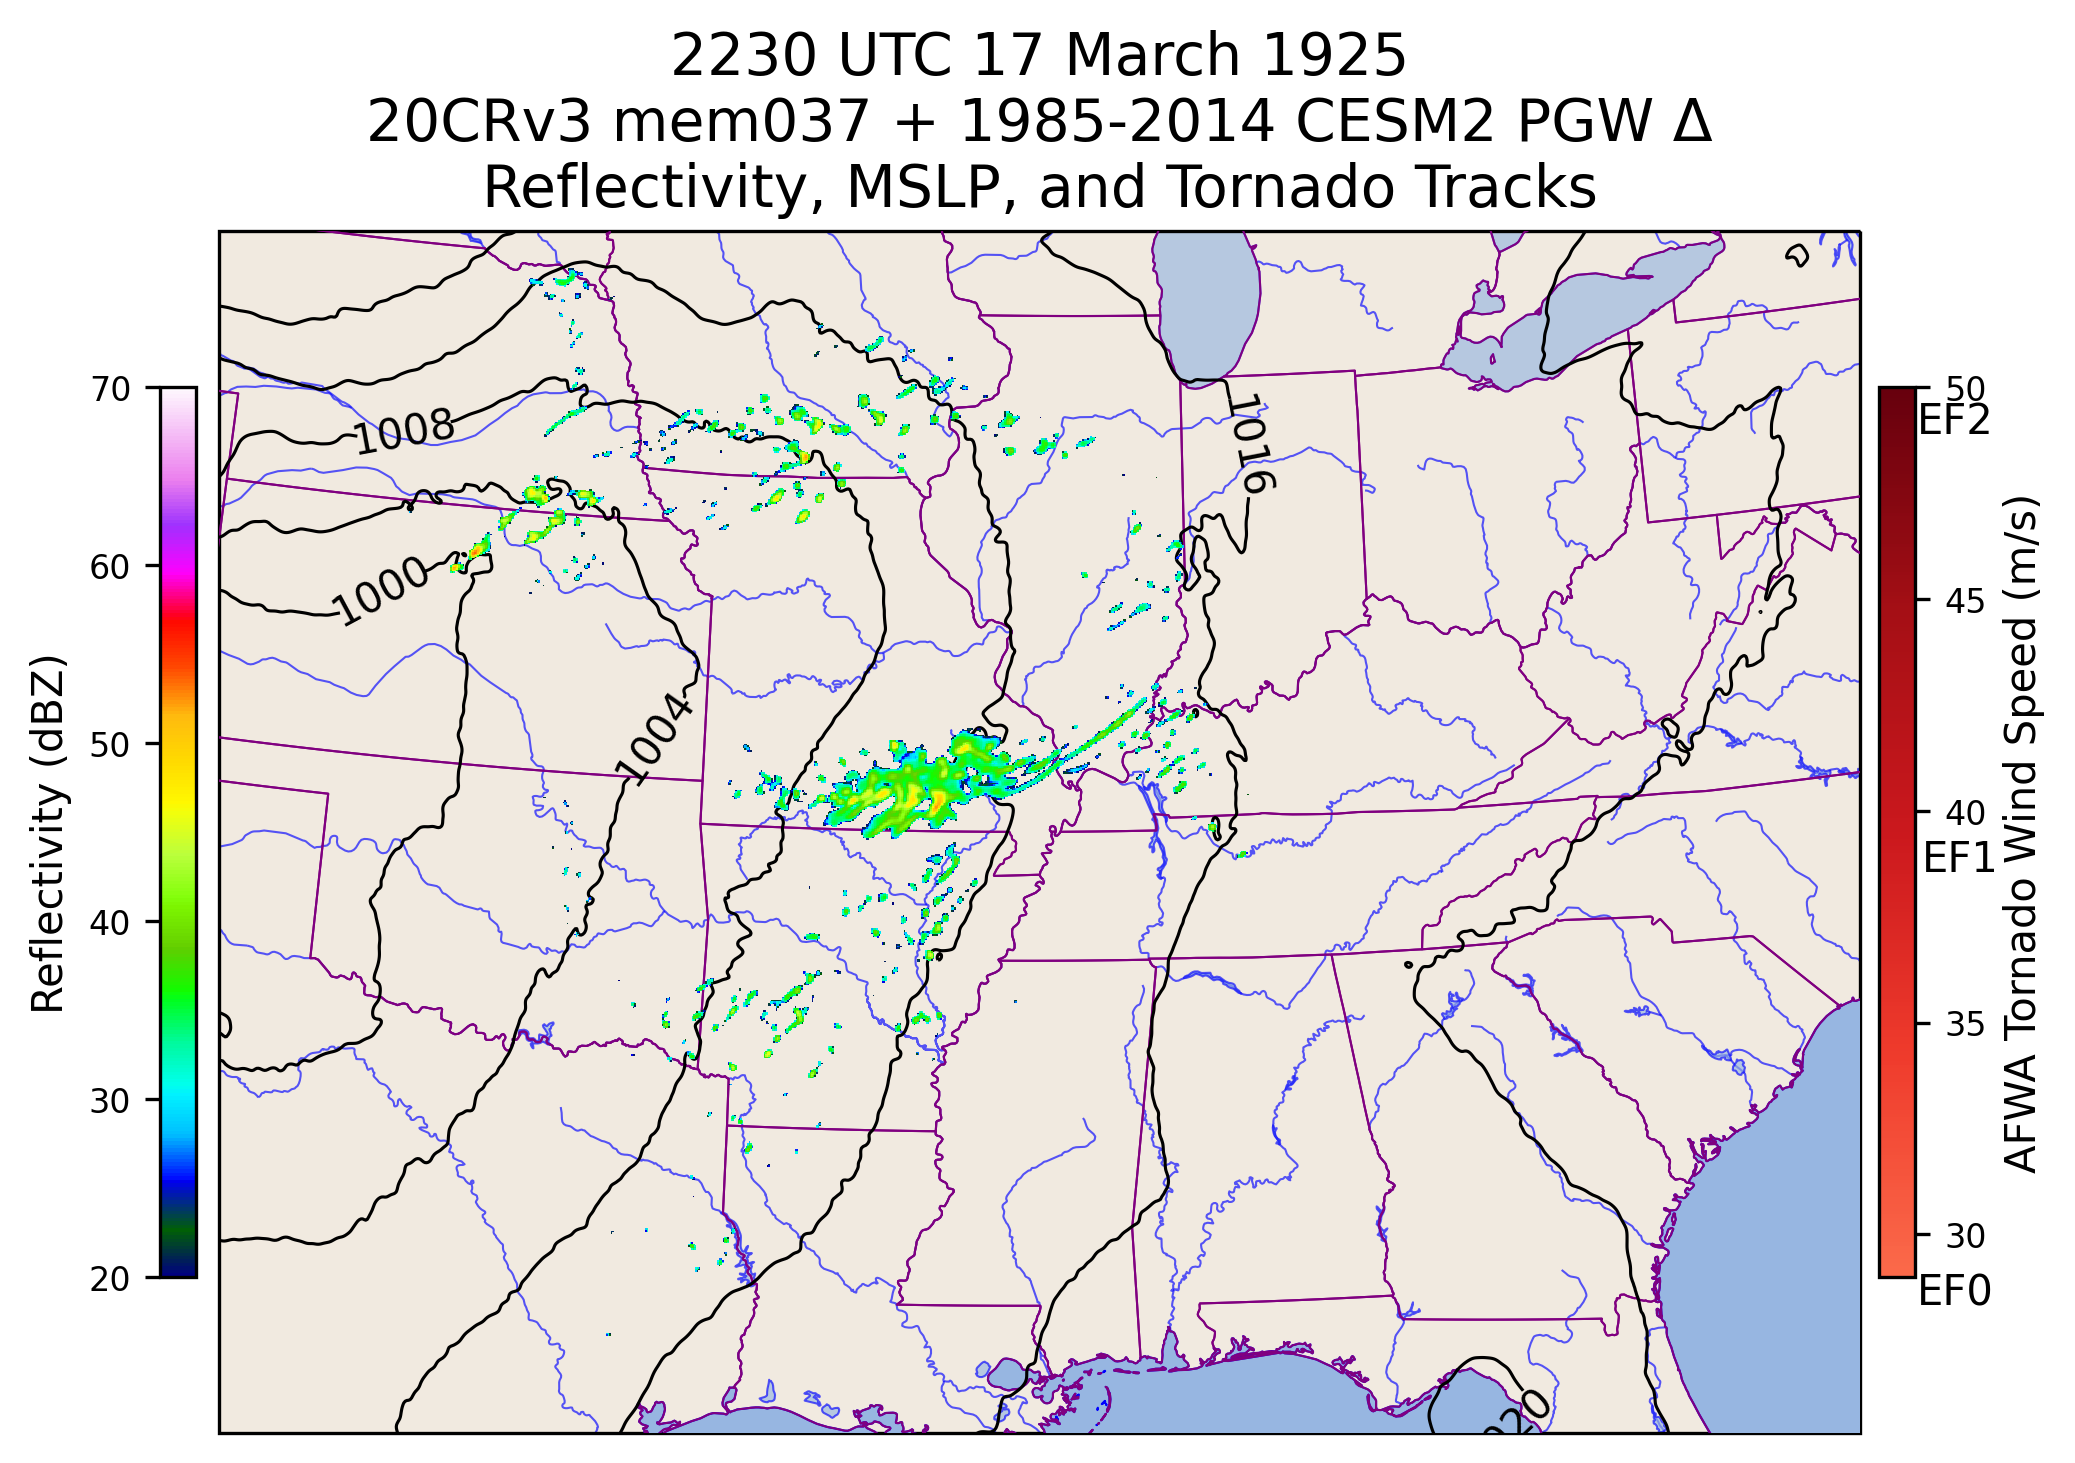 2230 UTC 17 March 1925
20CRv3 mem037 + 1985-2014 CESM2 PGW Δ
Reflectivity, MSLP, and Tornado Tracks
70
60
50
40
30
20
Reflectivity (dBZ)
1008
1016
1000
1004
50
EF2
45
40
EF1
35
30
EF0
AFWA Tornado Wind Speed (m/s)